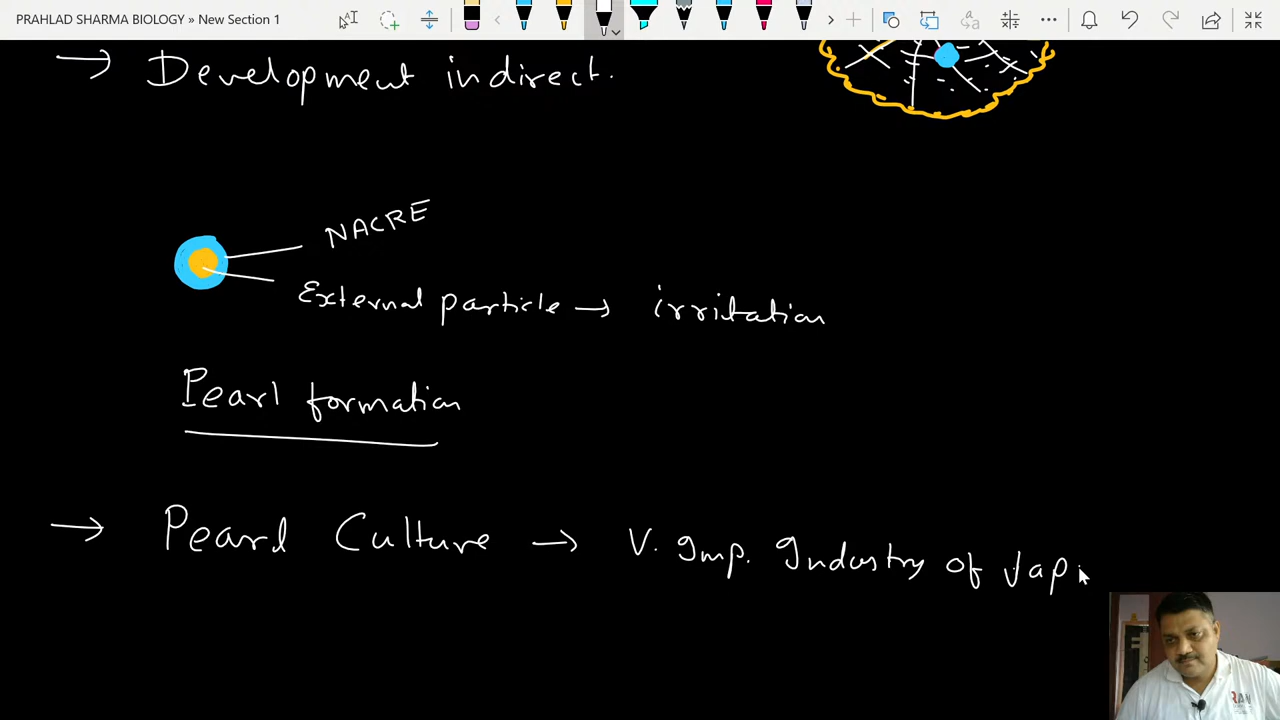 PRAHLAD SHARMA BIOLOGY » New Section 1
→ Development indirect.
NACRE
External particle → irritation
Pearl formation
→ Pearl Culture → V. Imp. Industry of Jap